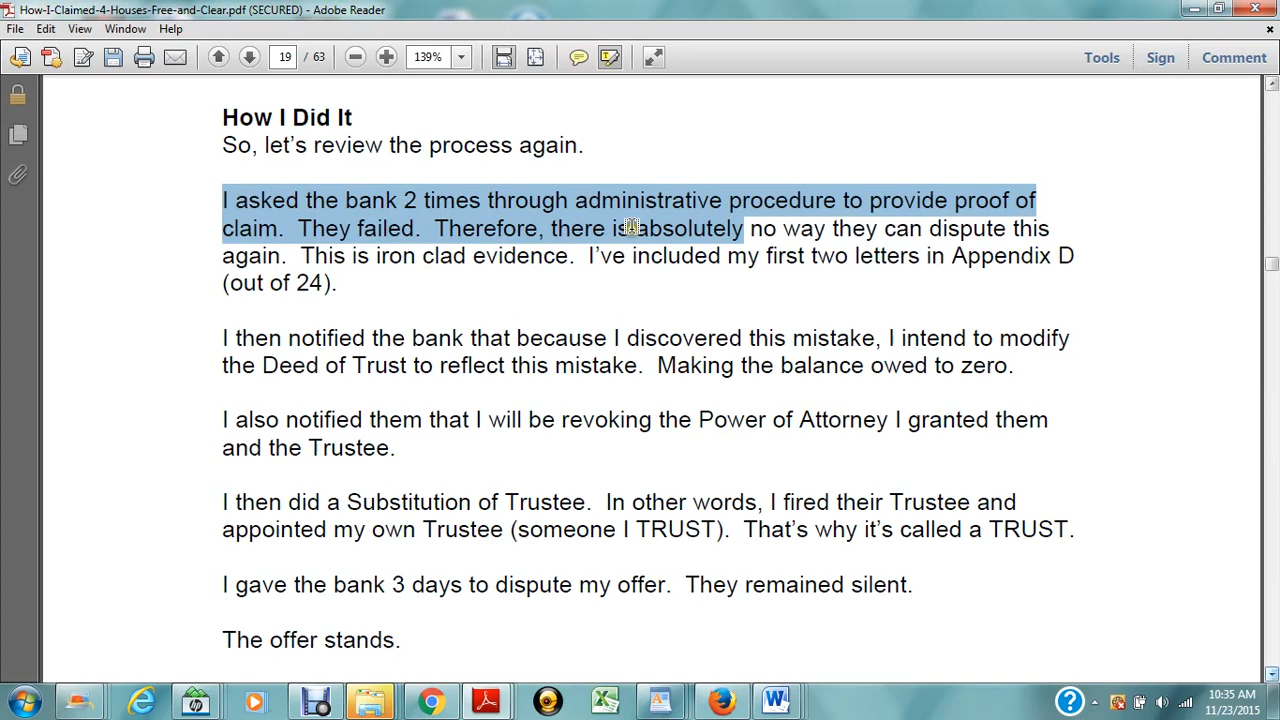 How-I-Claimed-4-Houses-Free-and-Clear.pdf (SECURED) - Adobe Reader
File Edit View Window Help
19 / 63 139% Tools Sign Comment
How I Did It
So, let's review the process again.
I asked the bank 2 times through administrative procedure to provide proof of
claim. They failed. Therefore, there is absolutely no way they can dispute this
again. This is iron clad evidence. I've included my first two letters in Appendix D
(out of 24).
I then notified the bank that because I discovered this mistake, I intend to modify
the Deed of Trust to reflect this mistake. Making the balance owed to zero.
I also notified them that I will be revoking the Power of Attorney I granted them
and the Trustee.
I then did a Substitution of Trustee. In other words, I fired their Trustee and
appointed my own Trustee (someone I TRUST). That's why it's called a TRUST.
I gave the bank 3 days to dispute my offer. They remained silent.
The offer stands.
10:35 AM
11/23/2015